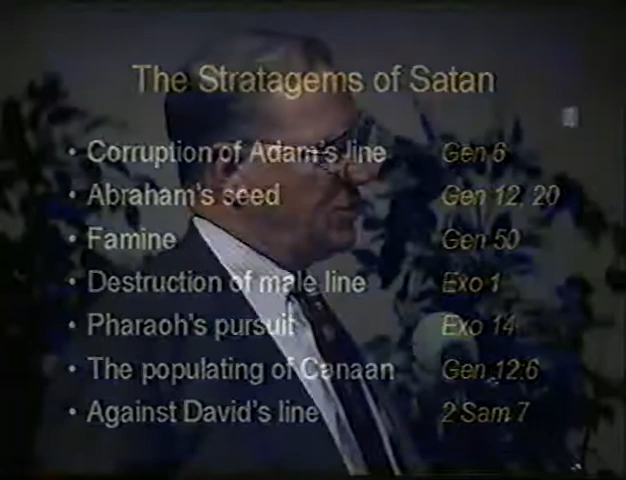 The Stratagems of Satan
• Corruption of Adam's line Gen 6
• Abraham's seed Gen 12, 20
• Famine Gen 50
• Destruction of male line Exo 1
• Pharaoh's pursuit Exo 14
• The populating of Canaan Gen 12:6
• Against David's line 2 Sam 7